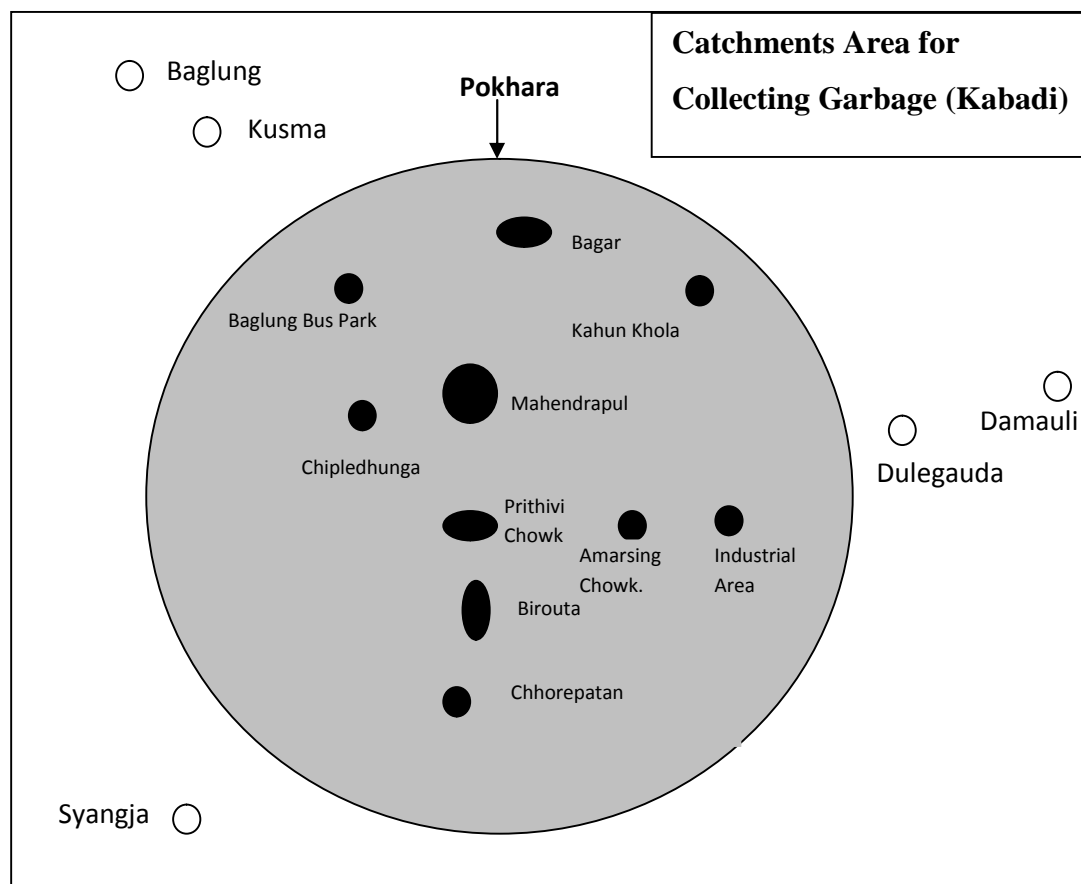 Catchments Area for
Collecting Garbage (Kabadi)
Baglung
Kusma
Pokhara
Bagar
Baglung Bus Park
Kahun Khola
Mahendrapul
Damauli
Dulegauda
Chipledhunga
Prithivi
Chowk
Amarsing
Chowk.
Industrial
Area
Birouta
Chhorepatan
Syangja